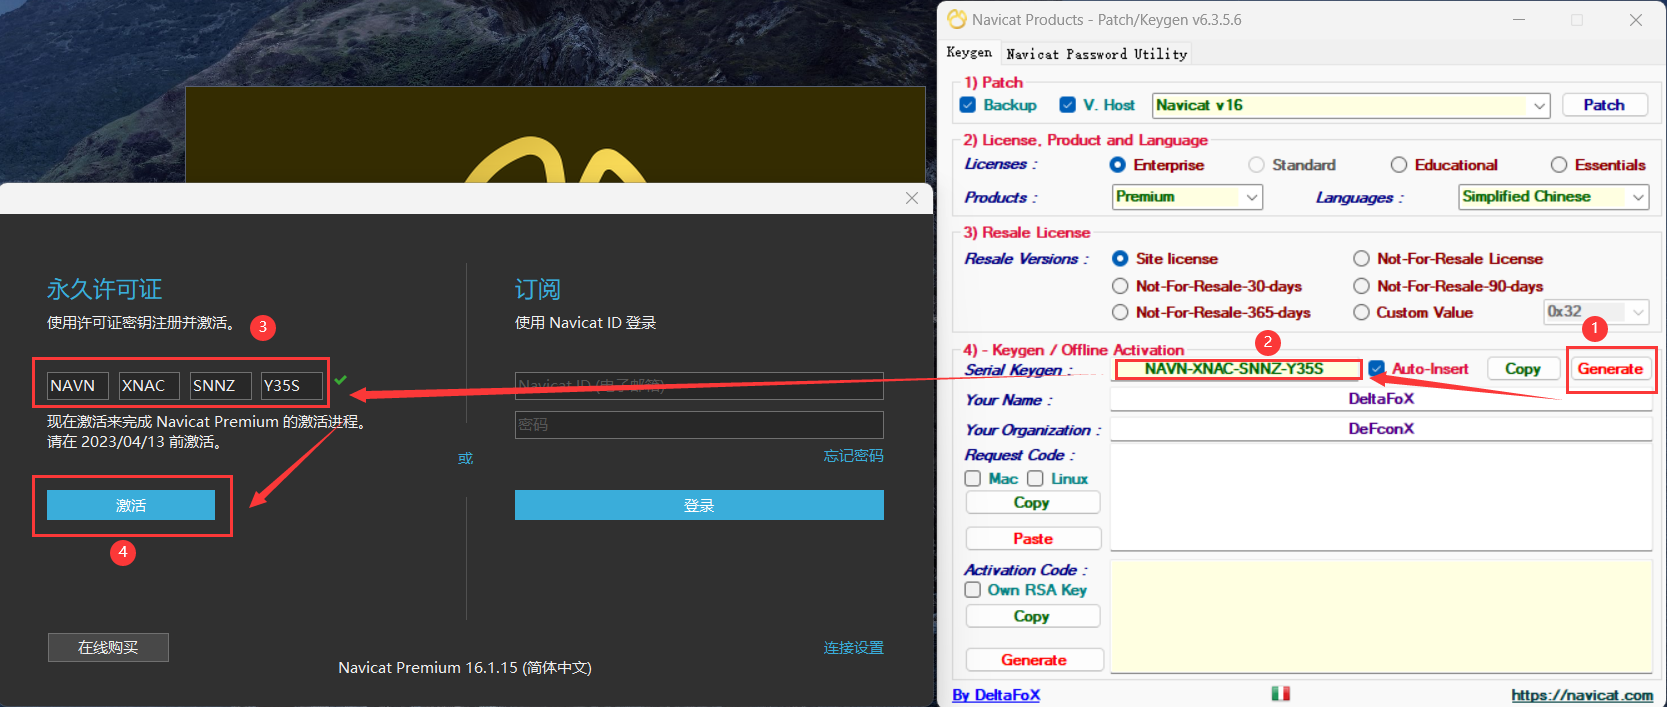 永久许可证
使用许可证密钥注册并激活。
3
NAVN XNAC SNNZ Y35S
现在激活来完成 Navicat Premium 的激活进程。
请在 2023/04/13 前激活。
激活
4
在线购买
或
订阅
使用 Navicat ID 登录
Navicat ID (电子邮箱)
密码
忘记密码
登录
连接设置
Navicat Premium 16.1.15 (简体中文)
Navicat Products - Patch/Keygen v6.3.5.6
Keygen Navicat Password Utility
1) Patch
Backup V. Host Navicat v16 Patch
2) License, Product and Language
Licenses : Enterprise Standard Educational Essentials
Products : Premium Languages : Simplified Chinese
3) Resale License
Resale Versions : Site license Not-For-Resale License
Not-For-Resale-30-days Not-For-Resale-90-days
Not-For-Resale-365-days Custom Value 0x32
1
2
4) - Keygen / Offline Activation
Serial Keygen : NAVN-XNAC-SNNZ-Y35S Auto-Insert Copy Generate
Your Name : DeltaFoX
Your Organization : DeFconX
Request Code :
Mac Linux
Copy
Paste
Activation Code :
Own RSA Key
Copy
Generate
By DeltaFoX https://navicat.com